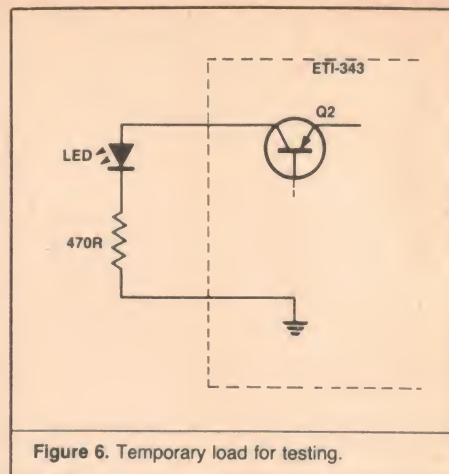 ETI-343
Q2
LED
470R
Figure 6. Temporary load for testing.